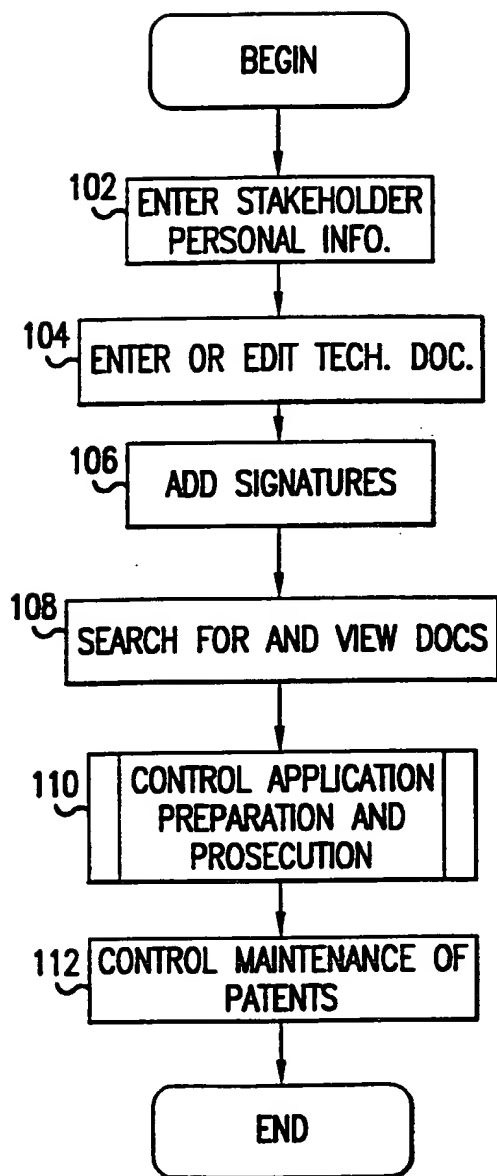 BEGIN
102
ENTER STAKEHOLDER
PERSONAL INFO.
104
ENTER OR EDIT TECH. DOC.
106
ADD SIGNATURES
108
SEARCH FOR AND VIEW DOCS
110
CONTROL APPLICATION
PREPARATION AND
PROSECUTION
112
CONTROL MAINTENANCE OF
PATENTS
END